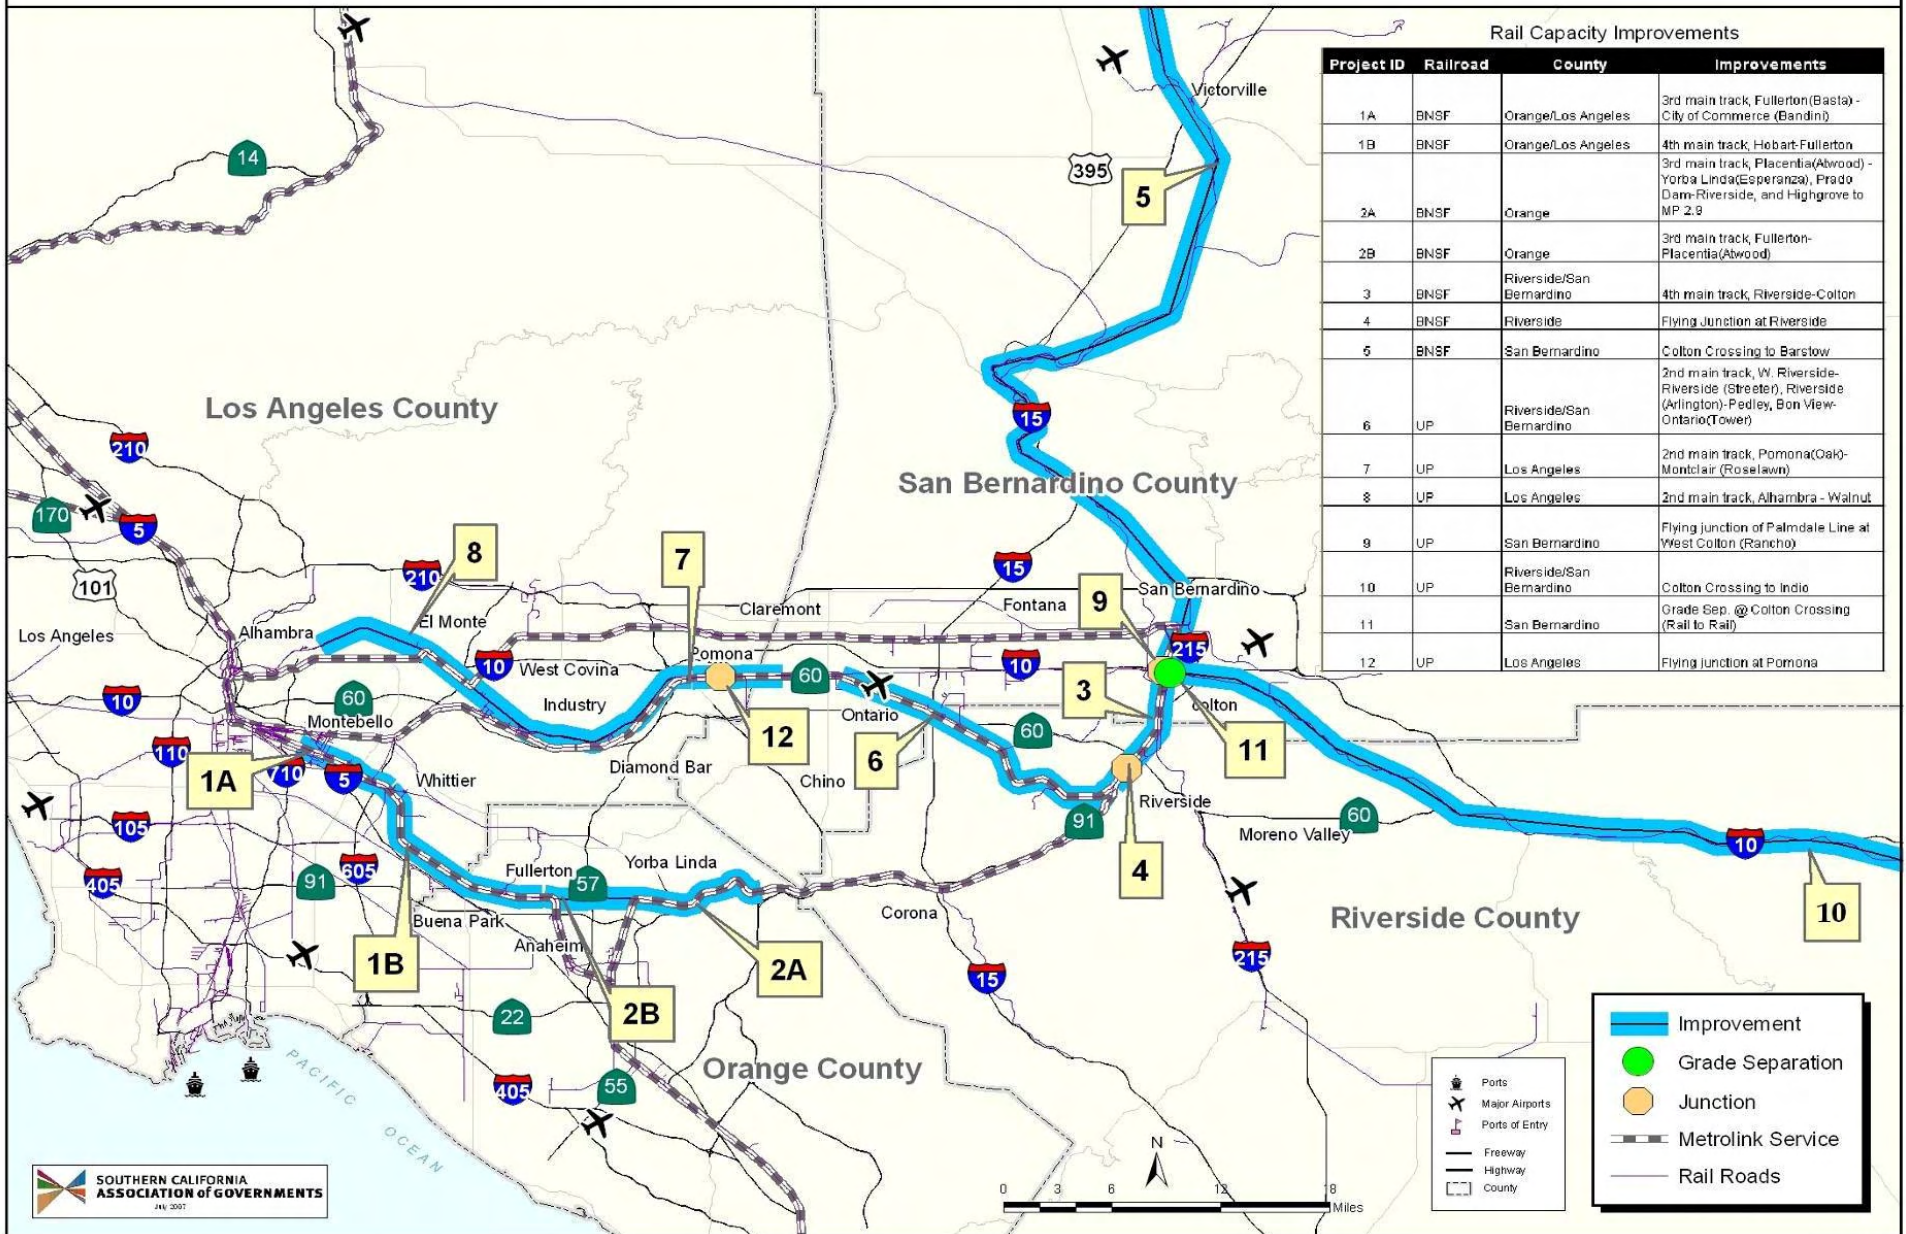 Rail Capacity Improvements
Project ID Railroad County Improvements
1A BNSF Orange/Los Angeles 3rd main track, Fullerton(Basta) -
City of Commerce (Bandini)
1B BNSF Orange/Los Angeles 4th main track, Hobart-Fullerton
2A BNSF Orange 3rd main track, Placentia(Atwood) -
Yorba Linda(Esperanza), Prado
Dam-Riverside, and Highgrove to
MP 2.9
2B BNSF Orange 3rd main track, Fullerton-
Placentia(Atwood)
3 BNSF Riverside/San
Bernardino 4th main track, Riverside-Colton
4 BNSF Riverside Flying Junction at Riverside
5 BNSF San Bernardino Colton Crossing to Barstow
6 UP Riverside/San
Bernardino 2nd main track, W. Riverside-
Riverside (Streeter), Riverside
(Arlington)-Pedley, Bon View-
Ontario(Tower)
7 UP Los Angeles 2nd main track, Pomona(Oak)-
Montclair (Roselawn)
8 UP Los Angeles 2nd main track, Alhambra - Walnut
9 UP San Bernardino Flying junction of Palmdale Line at
West Colton (Rancho)
10 UP Riverside/San
Bernardino Colton Crossing to Indio
11 San Bernardino Grade Sep. @ Colton Crossing
(Rail to Rail)
12 UP Los Angeles Flying junction at Pomona
Victorville
14
395
5
Los Angeles County
15
210
San Bernardino County
170
5
8
7
210
15
101
San Bernardino
9
Claremont
Fontana
El Monte
Alhambra
Los Angeles
215
Pomona
10
West Covina
10
60
3
10
60
Industry
Ontario
Colton
Montebello
60
12
11
110
6
Diamond Bar
1A
710
5
Whittier
Chino
Riverside
105
91
60
Moreno Valley
10
Yorba Linda
605
Fullerton
4
405
91
57
10
Buena Park
Corona
Riverside County
Anaheim
1B
2A
215
15
2B
22
Orange County
405
55
PACIFIC
OCEAN
Improvement
Grade Separation
Junction
Metrolink Service
Rail Roads
Ports
Major Airports
Ports of Entry
Freeway
Highway
County
N
0 3 6 12 18
Miles
SOUTHERN CALIFORNIA
ASSOCIATION of GOVERNMENTS
July 2007